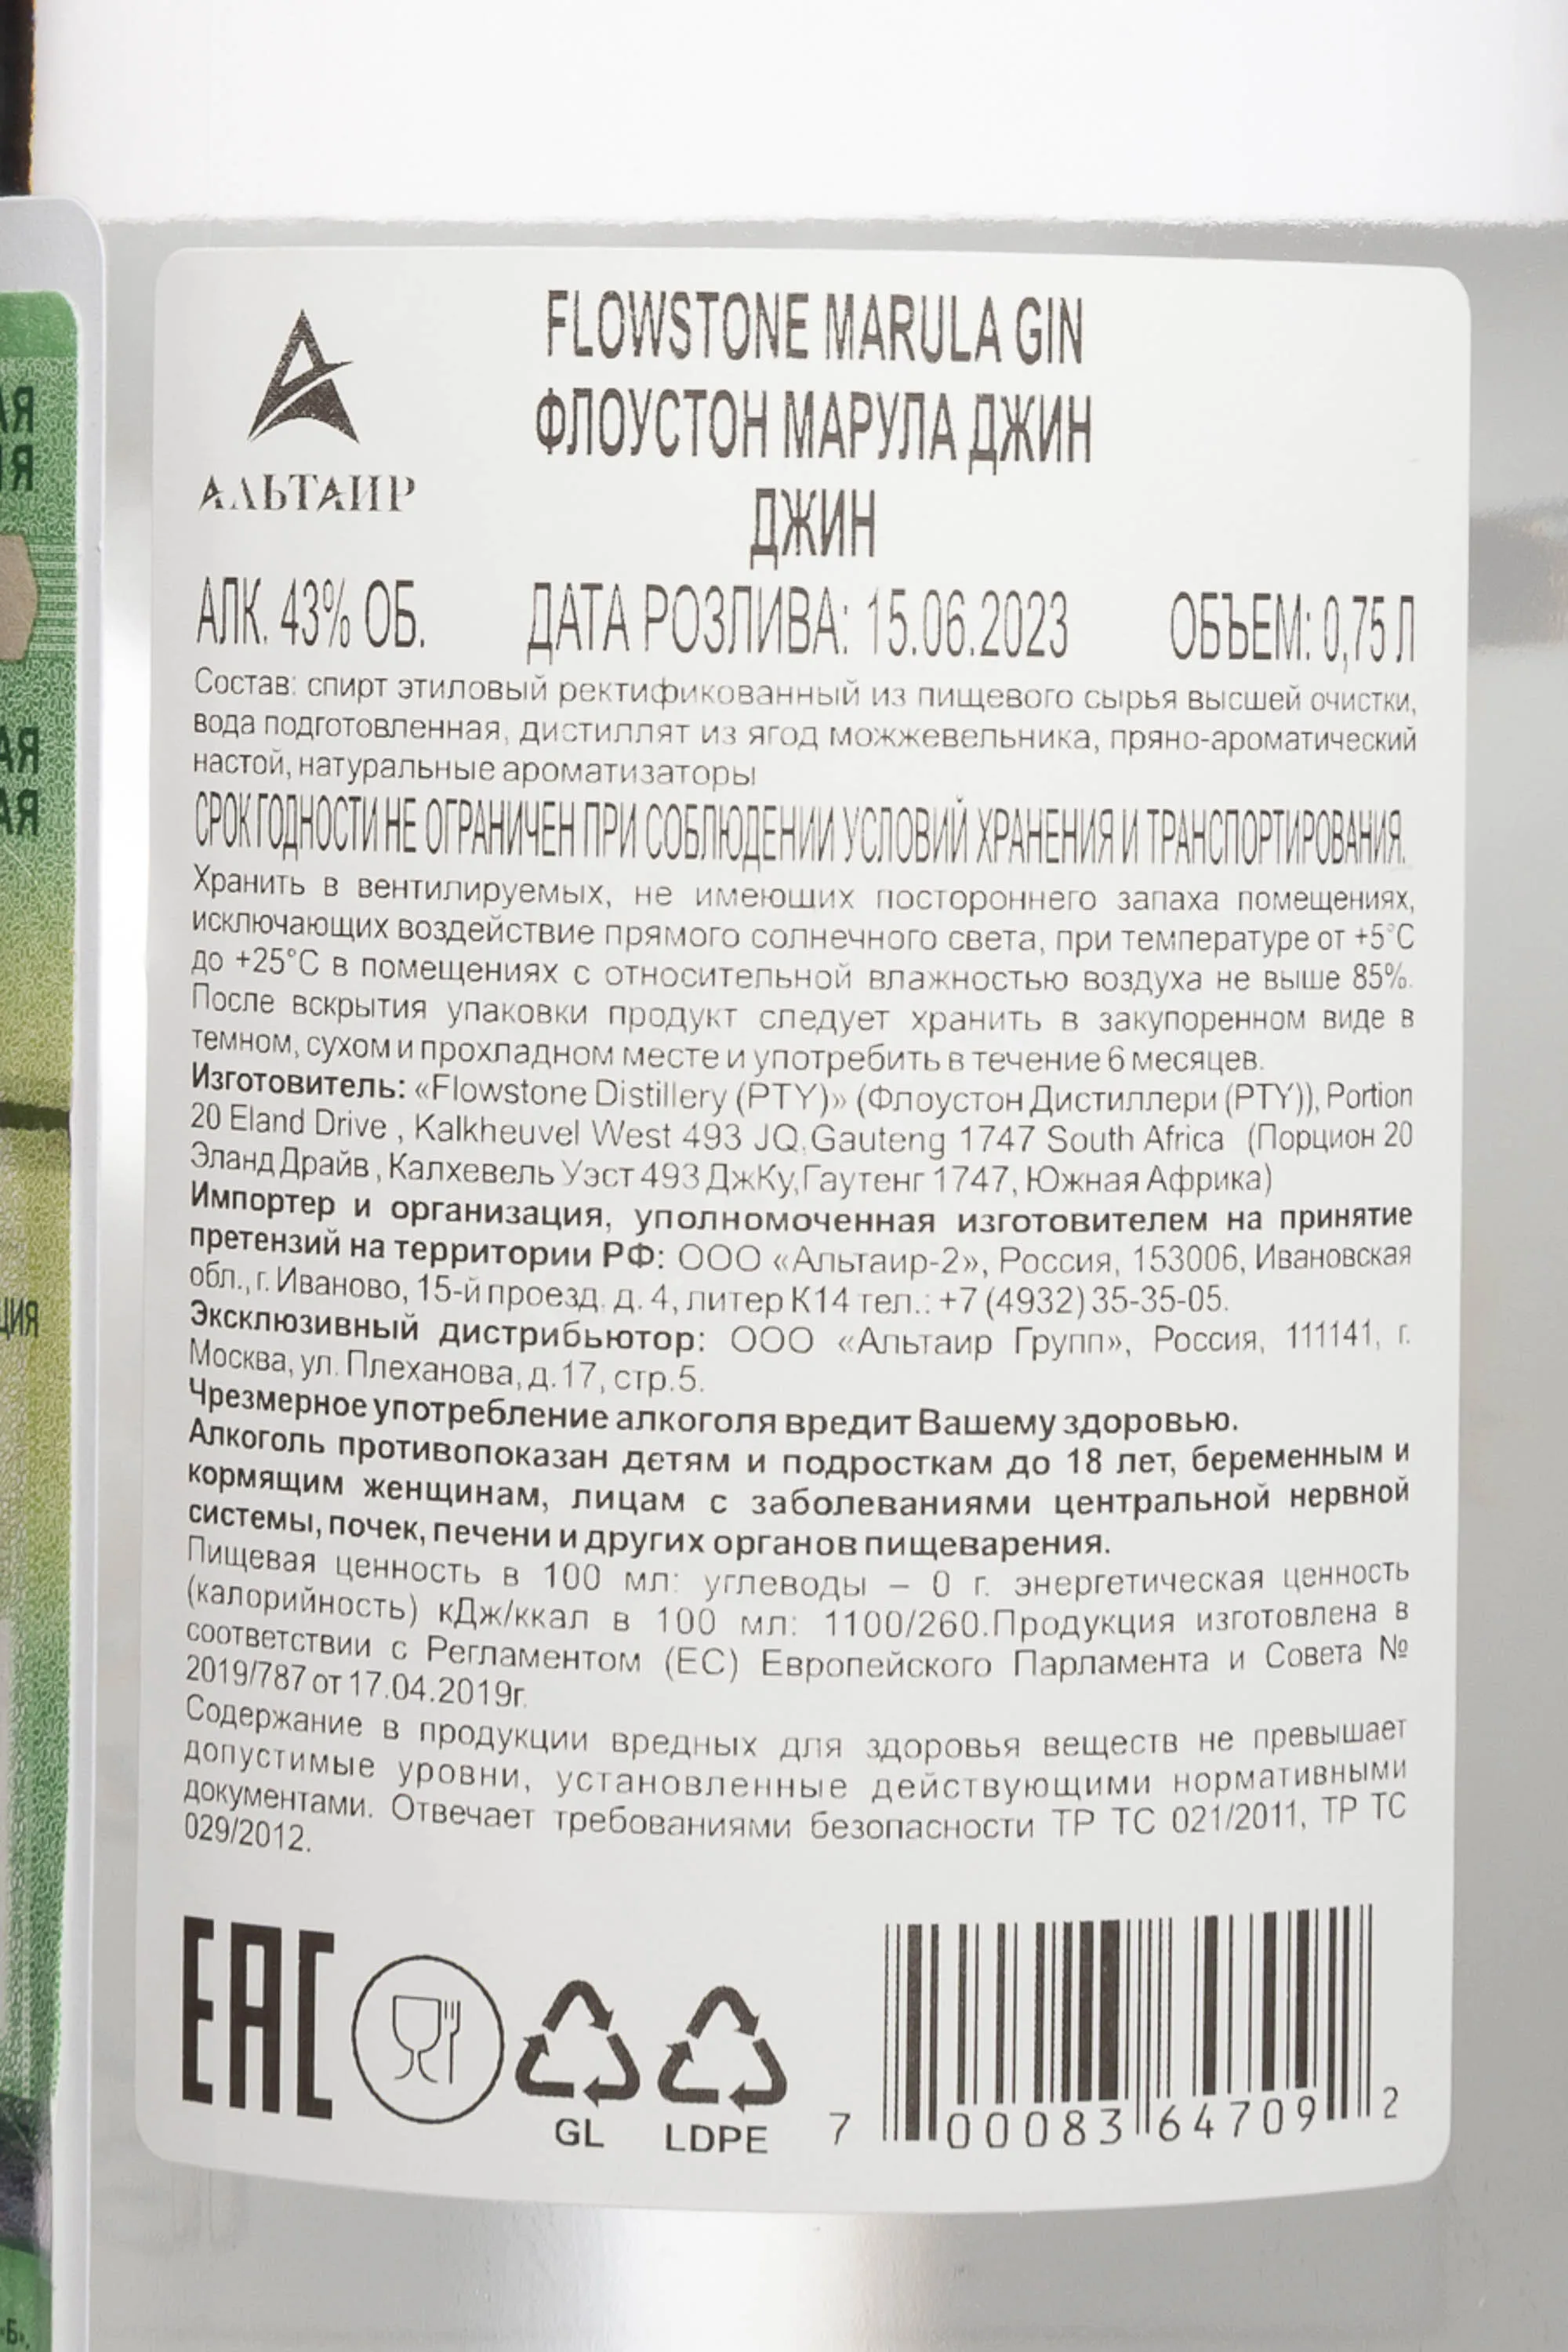 FLOWSTONE MARULA GIN
ФЛОУСТОН МАРУЛА ДЖИН
ДЖИН
АЛЬТАИР
АЛК. 43% ОБ. ДАТА РОЗЛИВА: 15.06.2023 ОБЪЕМ: 0,75 Л
Состав: спирт этиловый ректификованный из пищевого сырья высшей очистки,
вода подготовленная, дистиллят из ягод можжевельника, пряно-ароматический
настой, натуральные ароматизаторы
СРОК ГОДНОСТИ НЕ ОГРАНИЧЕН ПРИ СОБЛЮДЕНИИ УСЛОВИЙ ХРАНЕНИЯ И ТРАНСПОРТИРОВАНИЯ.
Хранить в вентилируемых, не имеющих постороннего запаха помещениях,
исключающих воздействие прямого солнечного света, при температуре от +5°С
до +25°С в помещениях с относительной влажностью воздуха не выше 85%.
После вскрытия упаковки продукт следует хранить в закупоренном виде в
темном, сухом и прохладном месте и употребить в течение 6 месяцев.
Изготовитель: «Flowstone Distillery (PTY)» (Флоустон Дистиллери (PTY)), Portion
20 Eland Drive , Kalkheuvel West 493 JQ,Gauteng 1747 South Africa (Порцион 20
Эланд Драйв , Калхевель Уэст 493 ДжКу,Гаутенг 1747, Южная Африка)
Импортер и организация, уполномоченная изготовителем на принятие
претензий на территории РФ: ООО «Альтаир-2», Россия, 153006, Ивановская
обл., г. Иваново, 15-й проезд, д. 4, литер К14 тел.: +7 (4932) 35-35-05.
Эксклюзивный дистрибьютор: ООО «Альтаир Групп», Россия, 111141, г.
Москва, ул. Плеханова, д.17, стр.5.
Чрезмерное употребление алкоголя вредит Вашему здоровью.
Алкоголь противопоказан детям и подросткам до 18 лет, беременным и
кормящим женщинам, лицам с заболеваниями центральной нервной
системы, почек, печени и других органов пищеварения.
Пищевая ценность в 100 мл: углеводы – 0 г. энергетическая ценность
(калорийность) кДж/ккал в 100 мл: 1100/260.Продукция изготовлена в
соответствии с Регламентом (ЕС) Европейского Парламента и Совета №
2019/787 от 17.04.2019г.
Содержание в продукции вредных для здоровья веществ не превышает
допустимые уровни, установленные действующими нормативными
документами. Отвечает требованиями безопасности ТР ТС 021/2011, ТР ТС
029/2012.
EAC
GL LDPE
7 00083 64709 2